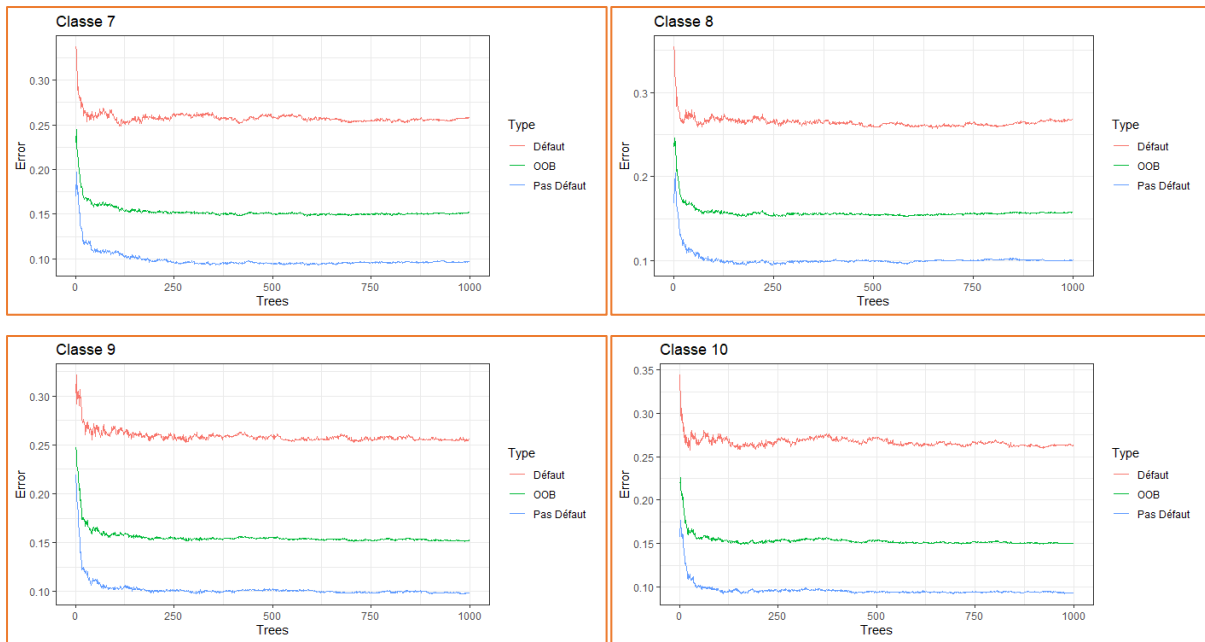 Classe 7
0.30
0.25
0.20
0.15
0.10
Error
0
250
500
750
1000
Trees
Type
Défaut
OOB
Pas Défaut
Classe 8
0.3
0.2
0.1
Error
0
250
500
750
1000
Trees
Type
Défaut
OOB
Pas Défaut
Classe 9
0.30
0.25
0.20
0.15
0.10
Error
0
250
500
750
1000
Trees
Type
Défaut
OOB
Pas Défaut
Classe 10
0.35
0.30
0.25
0.20
0.15
0.10
Error
0
250
500
750
1000
Trees
Type
Défaut
OOB
Pas Défaut